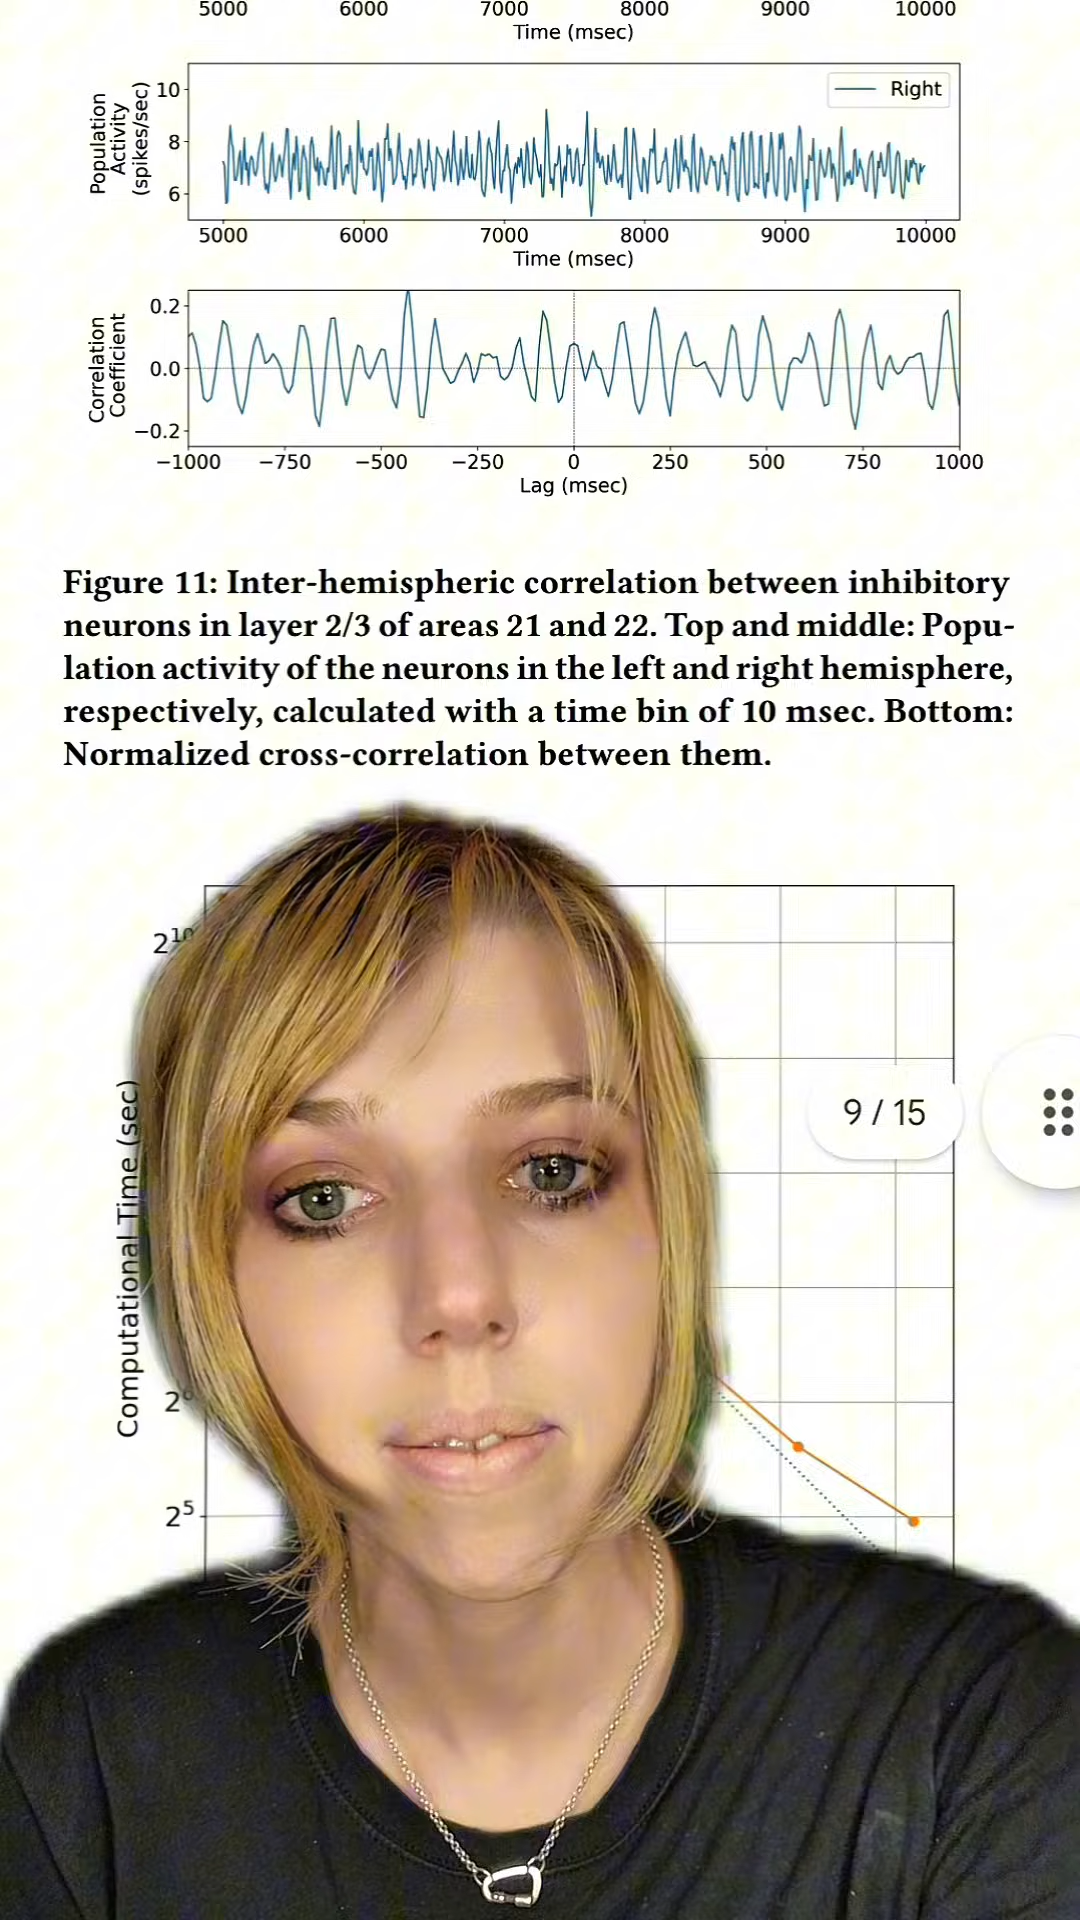 5000 6000 7000 8000 9000 10000
Time (msec)
Population
Activity
(spikes/sec)
10
8
6
Right
5000 6000 7000 8000 9000 10000
Time (msec)
Correlation
Coefficient
0.2
0.0
−0.2
−1000 −750 −500 −250 0 250 500 750 1000
Lag (msec)
Figure 11: Inter-hemispheric correlation between inhibitory
neurons in layer 2/3 of areas 21 and 22. Top and middle: Popu-
lation activity of the neurons in the left and right hemisphere,
respectively, calculated with a time bin of 10 msec. Bottom:
Normalized cross-correlation between them.
2^10
Computational Time (sec)
9 / 15
2^5